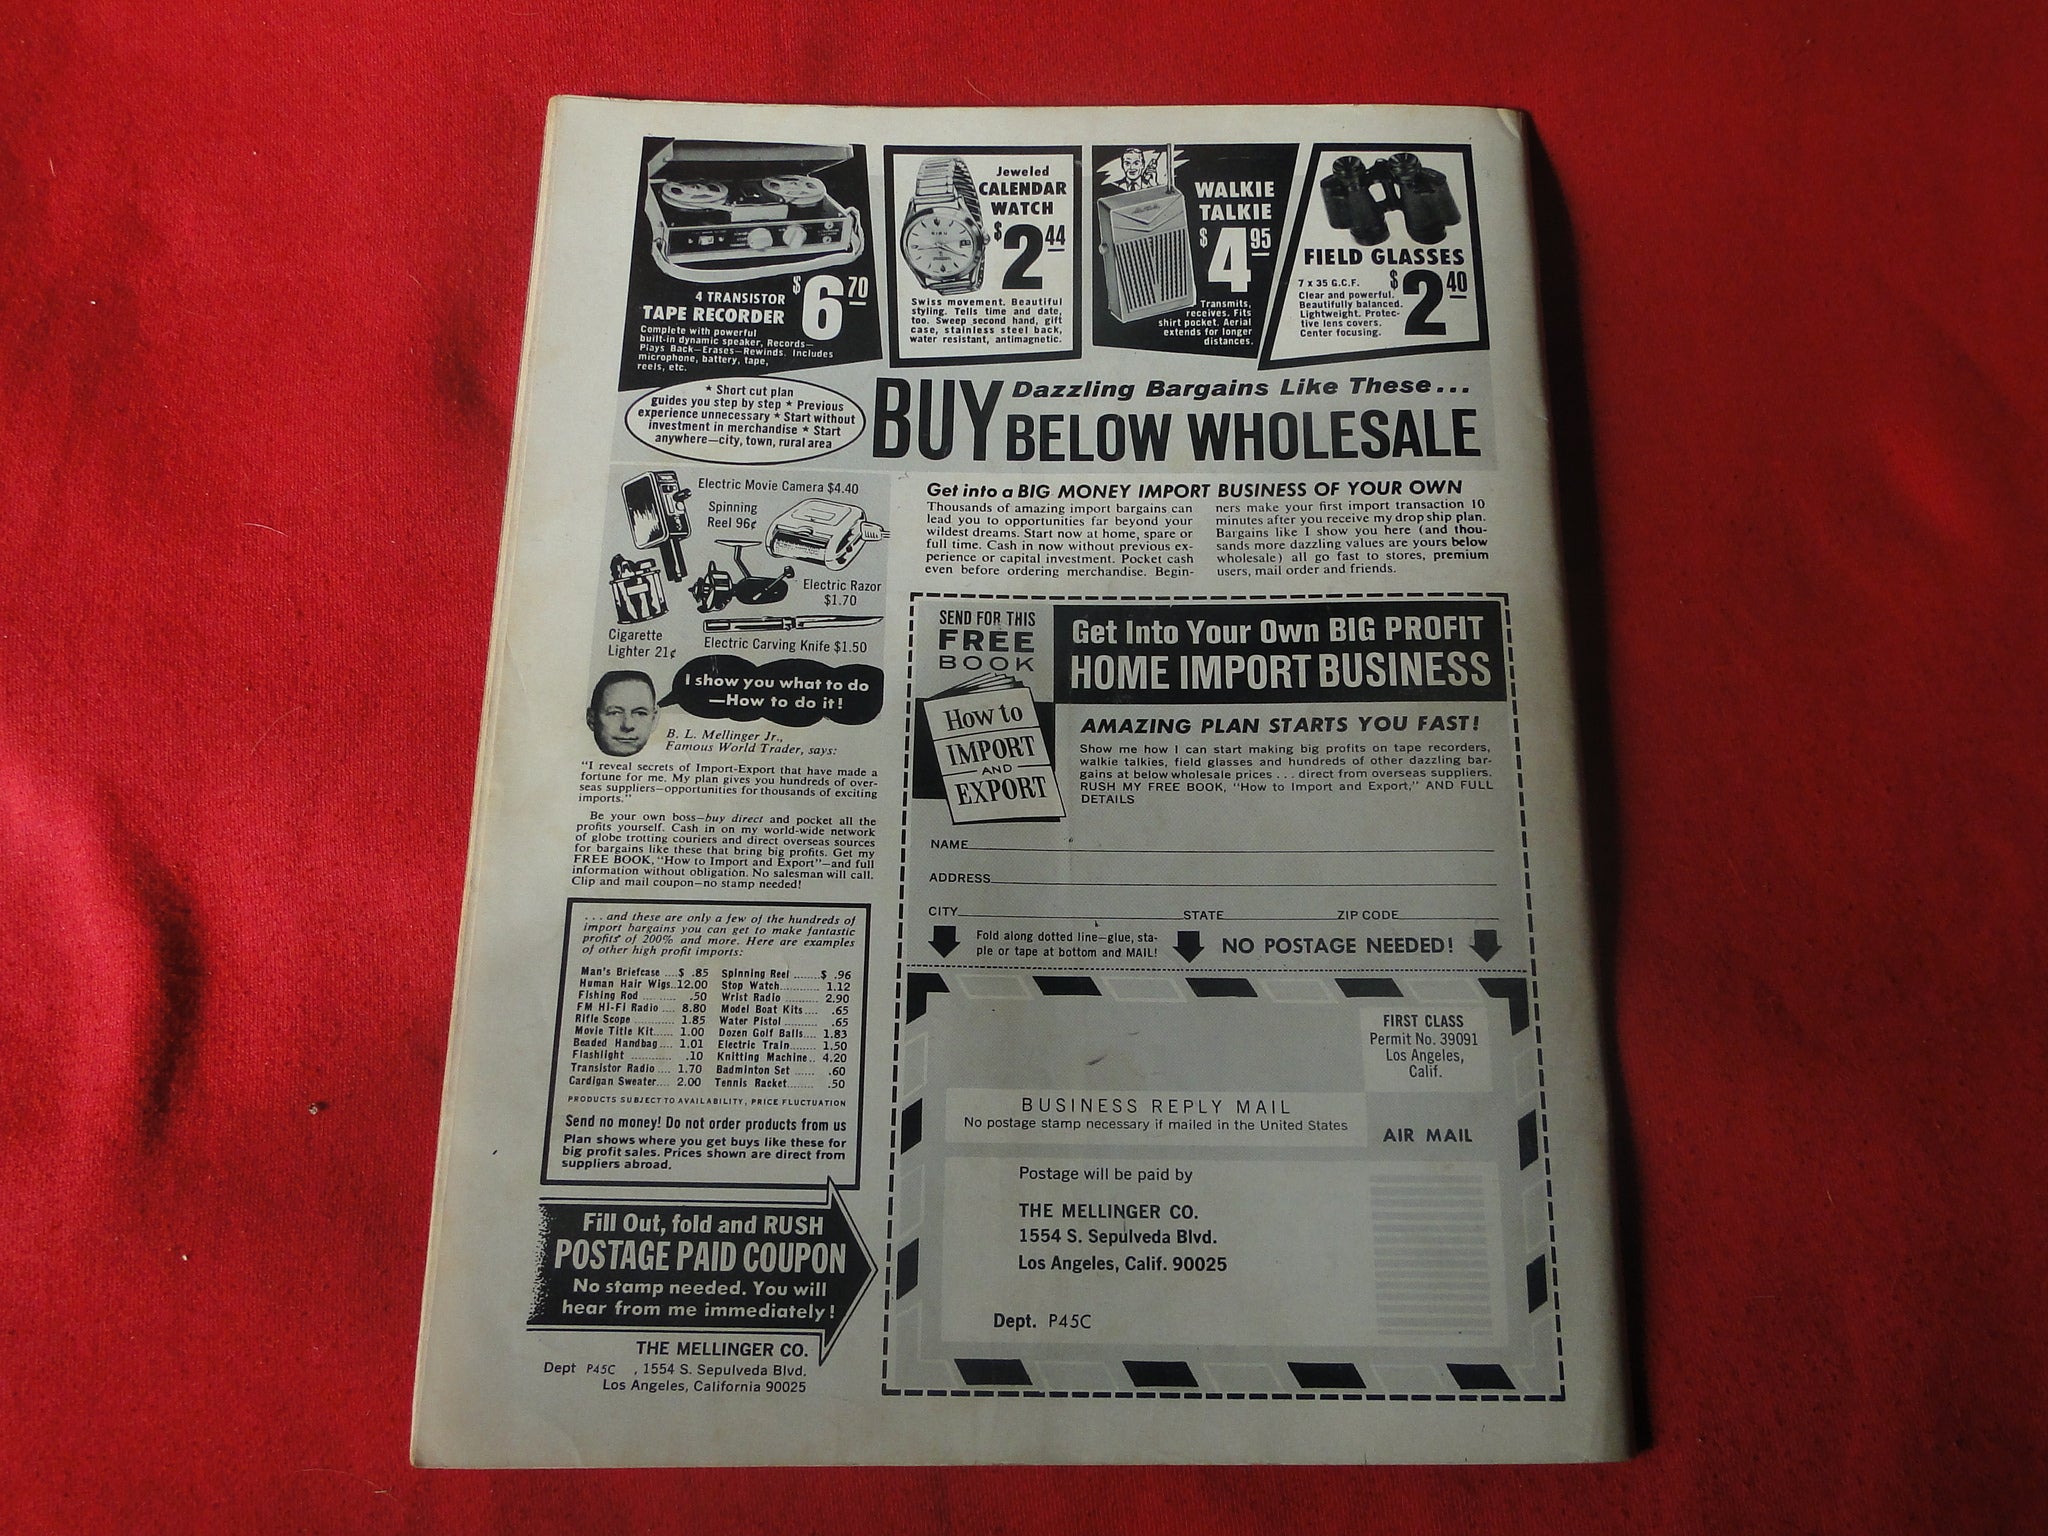 4 TRANSISTOR
TAPE RECORDER
$6 70
Complete with powerful
built-in dynamic speaker, Records—
Plays Back—Erases—Rewinds. Includes
microphone, battery, tape,
reels, etc.
Jeweled
CALENDAR
WATCH
$2 44
Swiss movement. Beautiful
styling. Tells time and date,
too. Sweep second hand, gift
case, stainless steel back,
water resistant, antimagnetic.
WALKIE
TALKIE
$4 95
Transmits,
receives. Fits
shirt pocket. Aerial
extends for longer
distances.
FIELD GLASSES
7 x 35 G.C.F.
$2 40
Clear and powerful.
Beautifully balanced.
Lightweight. Protec-
tive lens covers.
Center focusing.
* Short cut plan
guides you step by step * Previous
experience unnecessary * Start without
investment in merchandise * Start
anywhere—city, town, rural area
BUY Dazzling Bargains Like These...
BELOW WHOLESALE
Electric Movie Camera $4.40
Spinning
Reel 96¢
Electric Razor
$1.70
Cigarette
Lighter 21¢
Electric Carving Knife $1.50
I show you what to do
—How to do it!
B. L. Mellinger Jr.,
Famous World Trader, says:
"I reveal secrets of Import-Export that have made a
fortune for me. My plan gives you hundreds of over-
seas suppliers—opportunities for thousands of exciting
imports."
Be your own boss—buy direct and pocket all the
profits yourself. Cash in on my world-wide network
of globe trotting couriers and direct overseas sources
for bargains like these that bring big profits. Get my
FREE BOOK, "How to Import and Export"—and full
information without obligation. No salesman will call.
Clip and mail coupon—no stamp needed!
. . . and these are only a few of the hundreds of
import bargains you can get to make fantastic
profits of 200% and more. Here are examples
of other high profit imports:
Man's Briefcase ....$ .85 Spinning Reel .......$ .96
Human Hair Wigs..12.00 Stop Watch............ 1.12
Fishing Rod ........ .50 Wrist Radio .......... 2.90
FM Hi-Fi Radio .... 8.80 Model Boat Kits.... .65
Rifle Scope ............ 1.85 Water Pistol .......... .65
Movie Title Kit...... 1.00 Dozen Golf Balls.... 1.83
Beaded Handbag.... 1.01 Electric Train........ 1.50
Flashlight ............ .10 Knitting Machine.. 4.20
Transistor Radio .... 1.70 Badminton Set ...... .60
Cardigan Sweater.... 2.00 Tennis Racket........ .50
PRODUCTS SUBJECT TO AVAILABILITY, PRICE FLUCTUATION
Send no money! Do not order products from us
Plan shows where you get buys like these for
big profit sales. Prices shown are direct from
suppliers abroad.
Fill Out, fold and RUSH
POSTAGE PAID COUPON
No stamp needed. You will
hear from me immediately!
THE MELLINGER CO.
Dept P45C , 1554 S. Sepulveda Blvd.
Los Angeles, California 90025
Get into a BIG MONEY IMPORT BUSINESS OF YOUR OWN
Thousands of amazing import bargains can
lead you to opportunities far beyond your
wildest dreams. Start now at home, spare or
full time. Cash in now without previous ex-
perience or capital investment. Pocket cash
even before ordering merchandise. Begin-
ners make your first import transaction 10
minutes after you receive my drop ship plan.
Bargains like I show you here (and thou-
sands more dazzling values are yours below
wholesale) all go fast to stores, premium
users, mail order and friends.
SEND FOR THIS
FREE
BOOK
How to
IMPORT
AND
EXPORT
Get Into Your Own BIG PROFIT
HOME IMPORT BUSINESS
AMAZING PLAN STARTS YOU FAST!
Show me how I can start making big profits on tape recorders,
walkie talkies, field glasses and hundreds of other dazzling bar-
gains at below wholesale prices . . . direct from overseas suppliers.
RUSH MY FREE BOOK, "How to Import and Export," AND FULL
DETAILS
NAME
ADDRESS
CITY STATE ZIP CODE
Fold along dotted line—glue, sta-
ple or tape at bottom and MAIL!
NO POSTAGE NEEDED!
FIRST CLASS
Permit No. 39091
Los Angeles,
Calif.
BUSINESS REPLY MAIL
No postage stamp necessary if mailed in the United States
AIR MAIL
Postage will be paid by
THE MELLINGER CO.
1554 S. Sepulveda Blvd.
Los Angeles, Calif. 90025
Dept. P45C